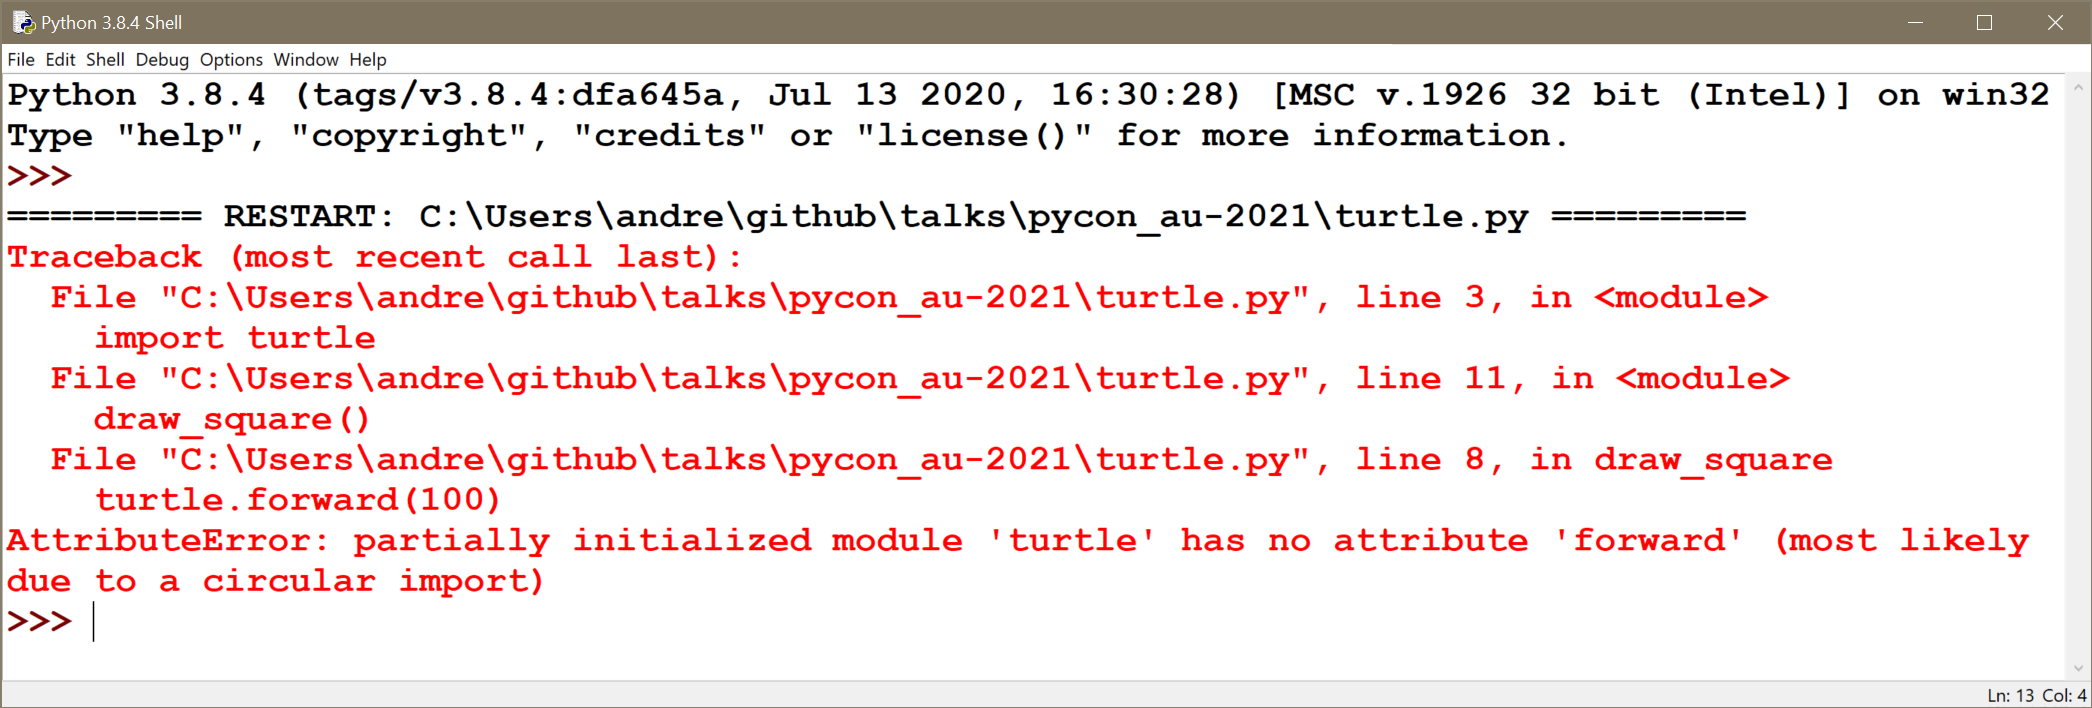 Python 3.8.4 Shell
File Edit Shell Debug Options Window Help
Python 3.8.4 (tags/v3.8.4:dfa645a, Jul 13 2020, 16:30:28) [MSC v.1926 32 bit (Intel)] on win32
Type "help", "copyright", "credits" or "license()" for more information.
>>>
========= RESTART: C:\Users\andre\github\talks\pycon_au-2021\turtle.py =========
Traceback (most recent call last):
  File "C:\Users\andre\github\talks\pycon_au-2021\turtle.py", line 3, in <module>
    import turtle
  File "C:\Users\andre\github\talks\pycon_au-2021\turtle.py", line 11, in <module>
    draw_square()
  File "C:\Users\andre\github\talks\pycon_au-2021\turtle.py", line 8, in draw_square
    turtle.forward(100)
AttributeError: partially initialized module 'turtle' has no attribute 'forward' (most likely
due to a circular import)
>>>
Ln: 13 Col: 4